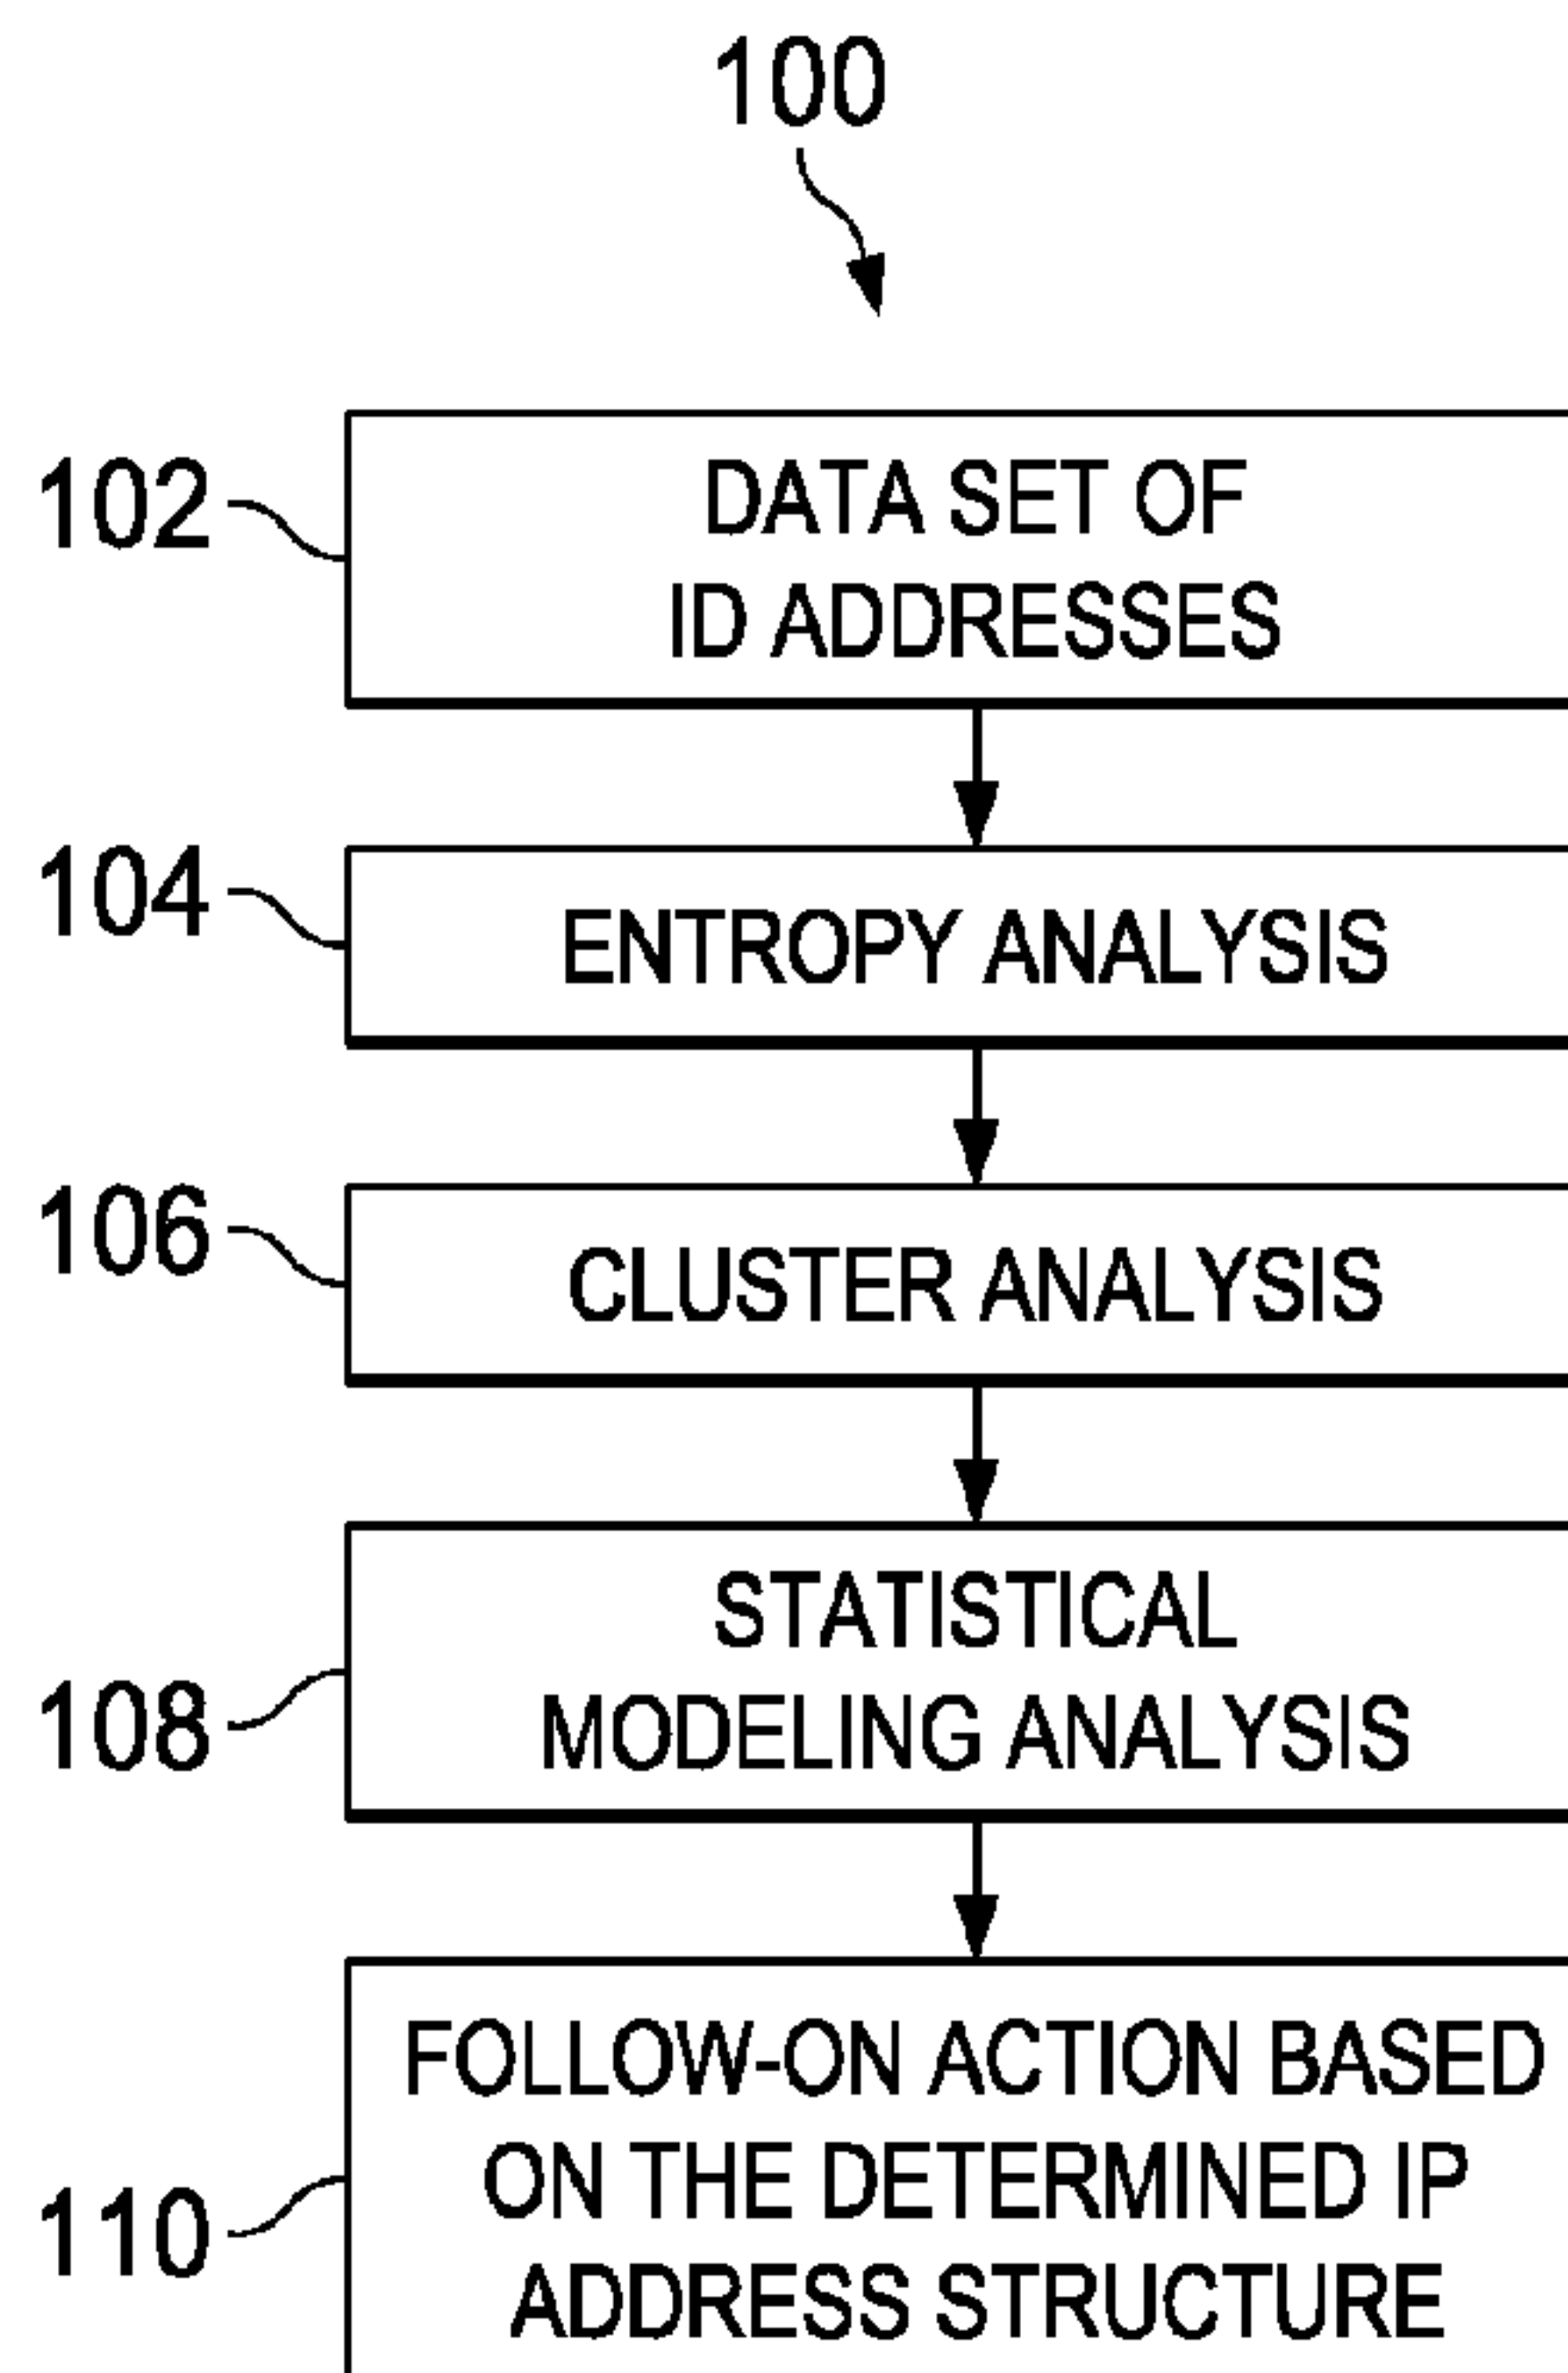 100
102
DATA SET OF
ID ADDRESSES
104
ENTROPY ANALYSIS
106
CLUSTER ANALYSIS
108
STATISTICAL
MODELING ANALYSIS
110
FOLLOW-ON ACTION BASED
ON THE DETERMINED IP
ADDRESS STRUCTURE